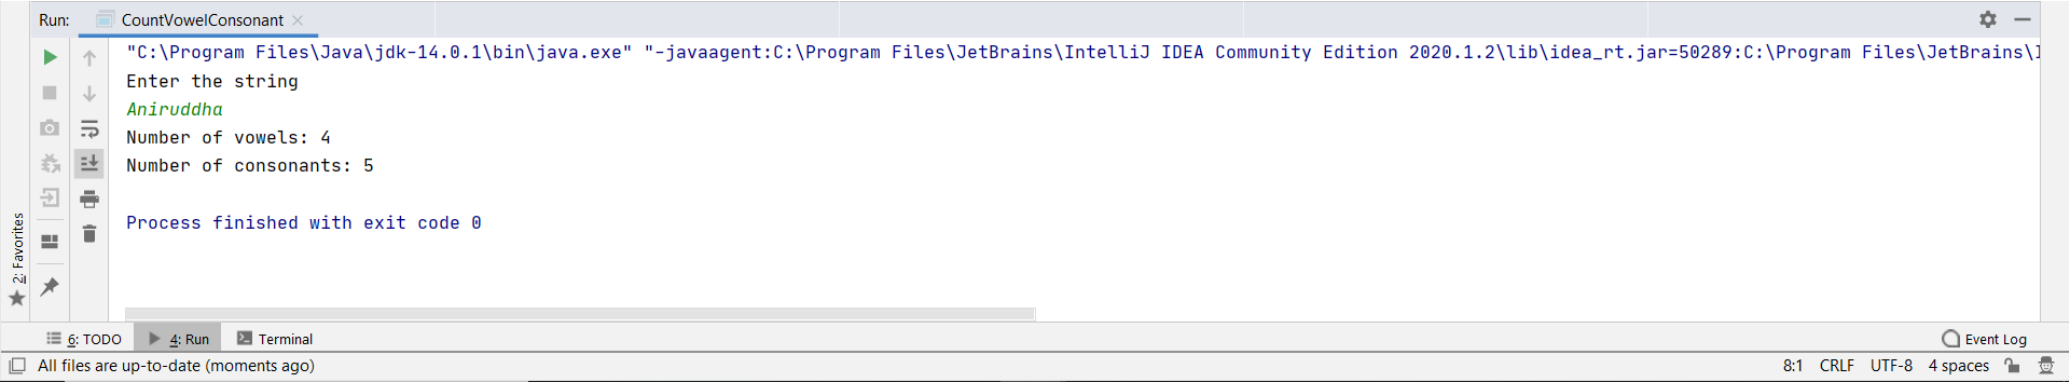 Run: CountVowelConsonant
"C:\Program Files\Java\jdk-14.0.1\bin\java.exe" "-javaagent:C:\Program Files\JetBrains\IntelliJ IDEA Community Edition 2020.1.2\lib\idea_rt.jar=50289:C:\Program Files\JetBrains\
Enter the string
Aniruddha
Number of vowels: 4
Number of consonants: 5
Process finished with exit code 0
2: Favorites
6: TODO 4: Run Terminal Event Log
All files are up-to-date (moments ago) 8:1 CRLF UTF-8 4 spaces